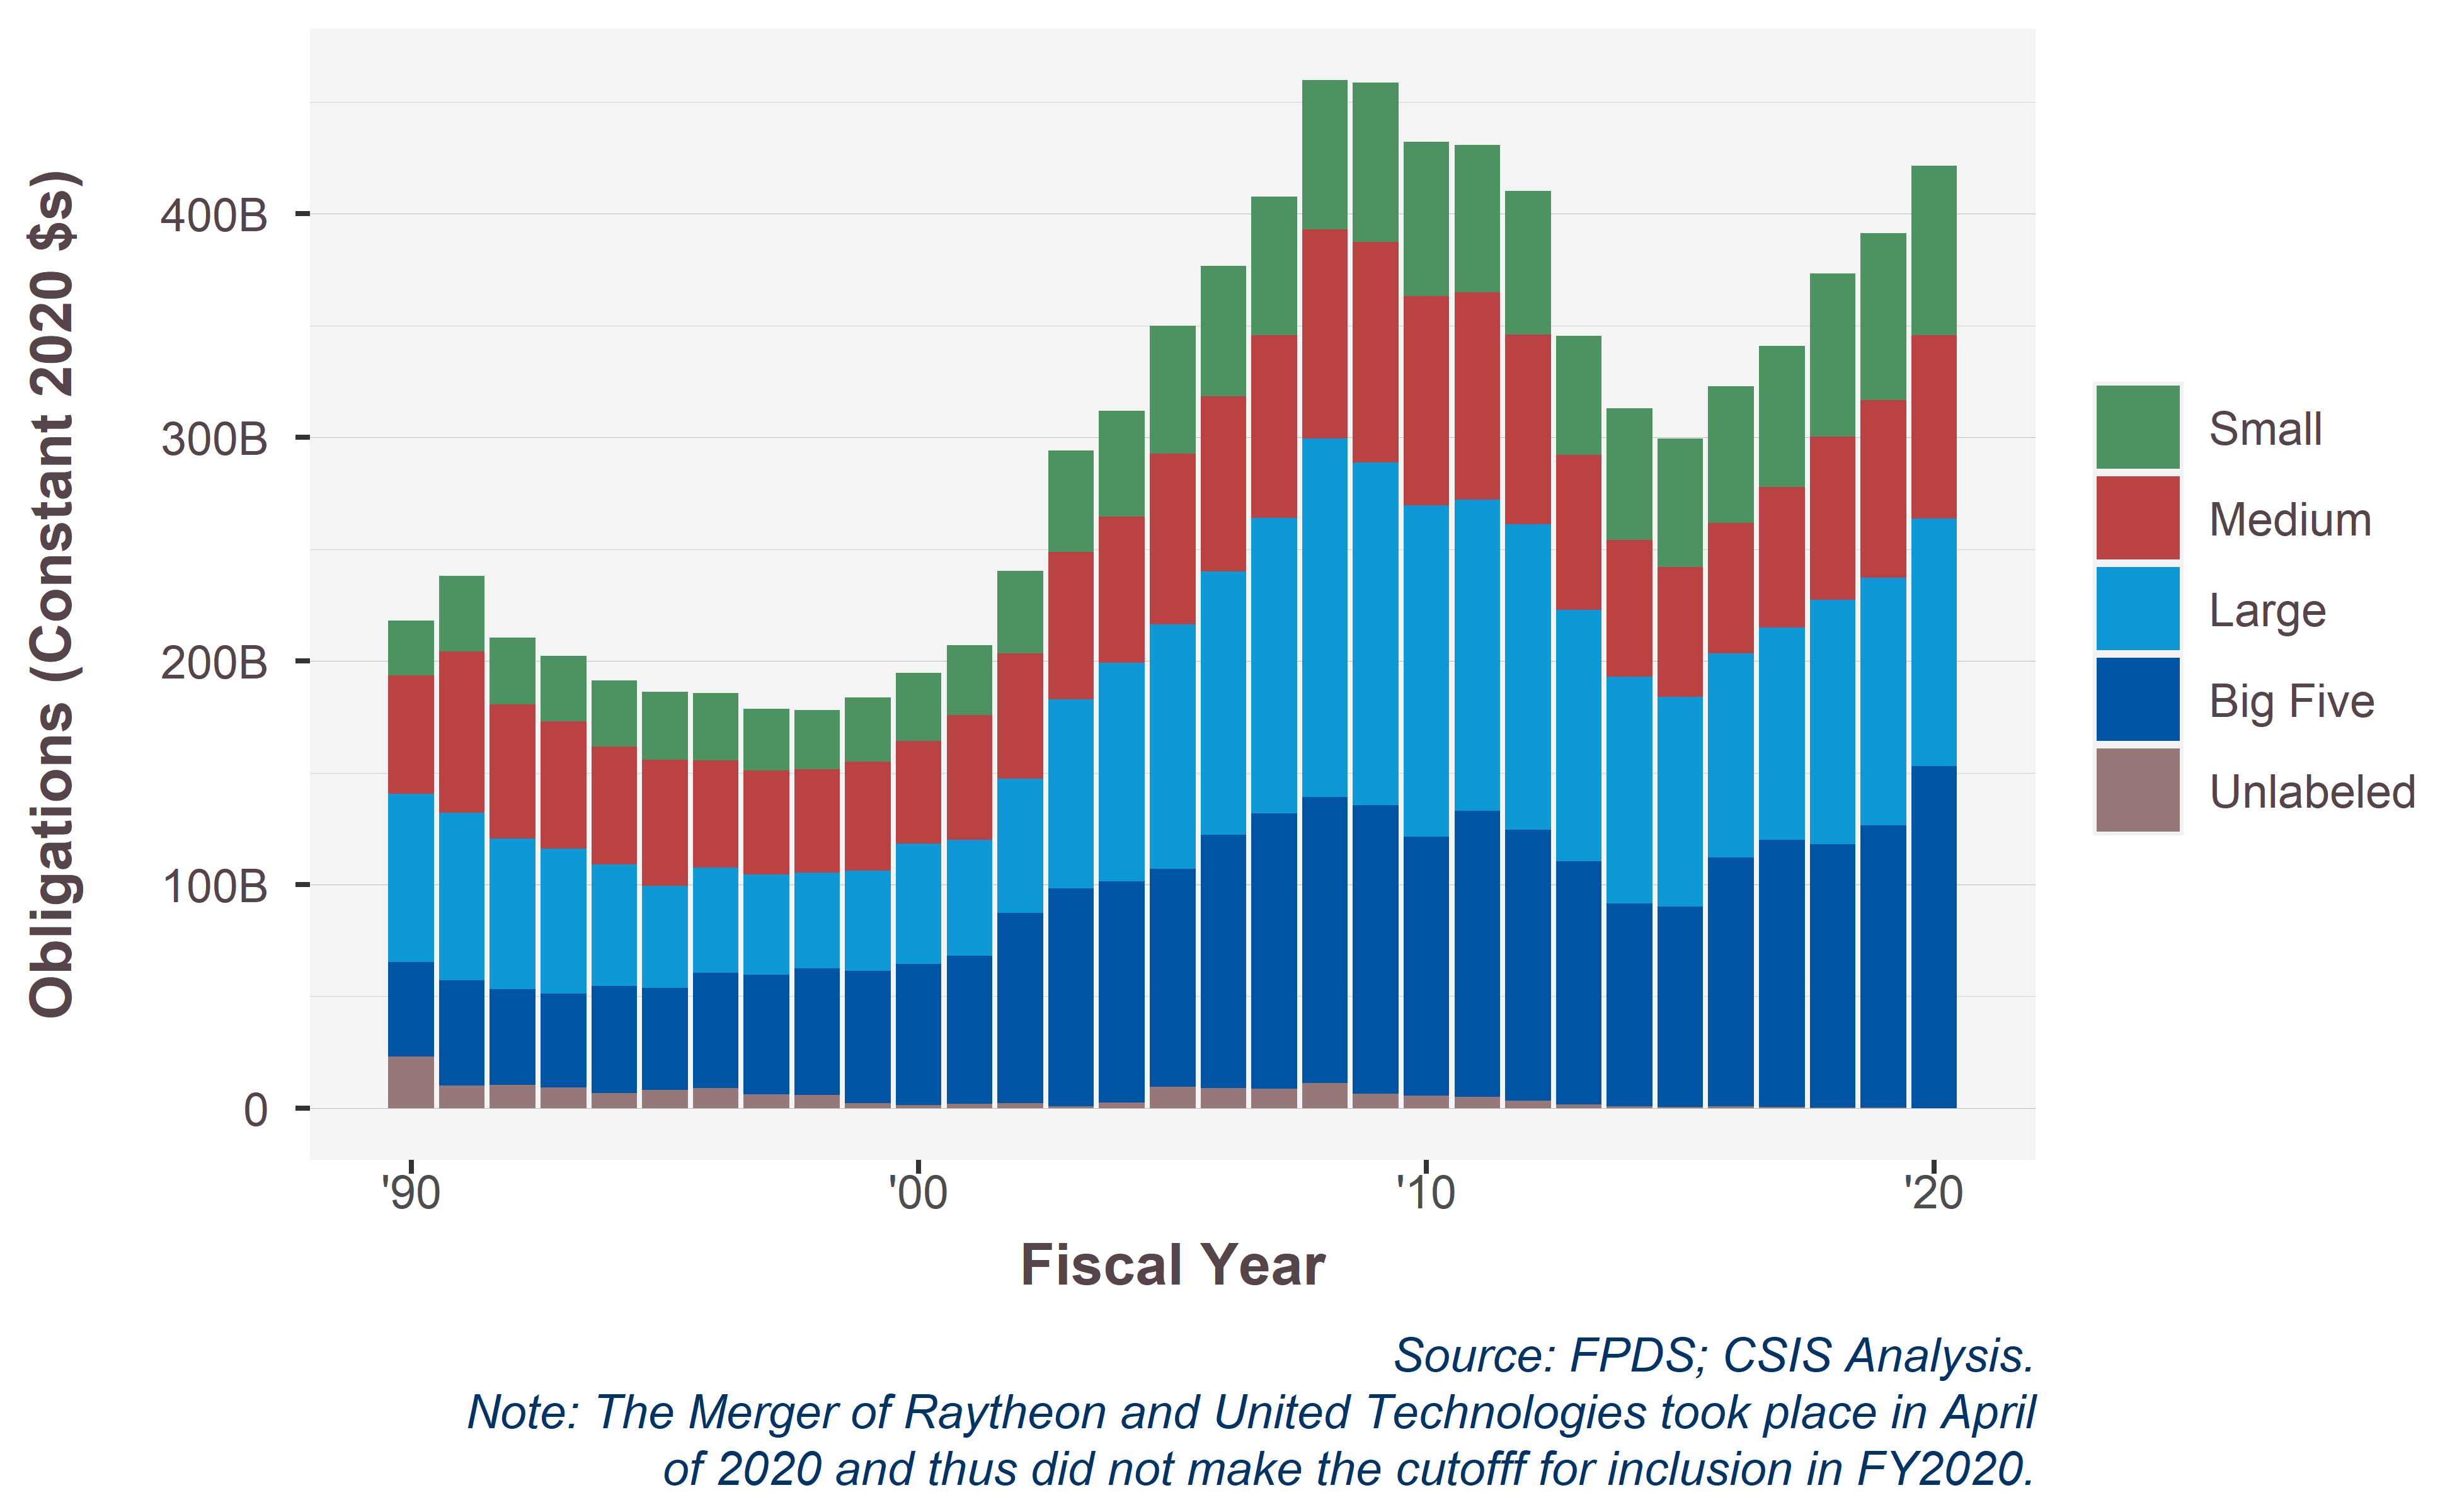 Obligations (Constant 2020 $s)
400B
300B
200B
100B
0
'90
'00
'10
'20
Fiscal Year
Small
Medium
Large
Big Five
Unlabeled
Source: FPDS; CSIS Analysis.
Note: The Merger of Raytheon and United Technologies took place in April
of 2020 and thus did not make the cutofff for inclusion in FY2020.